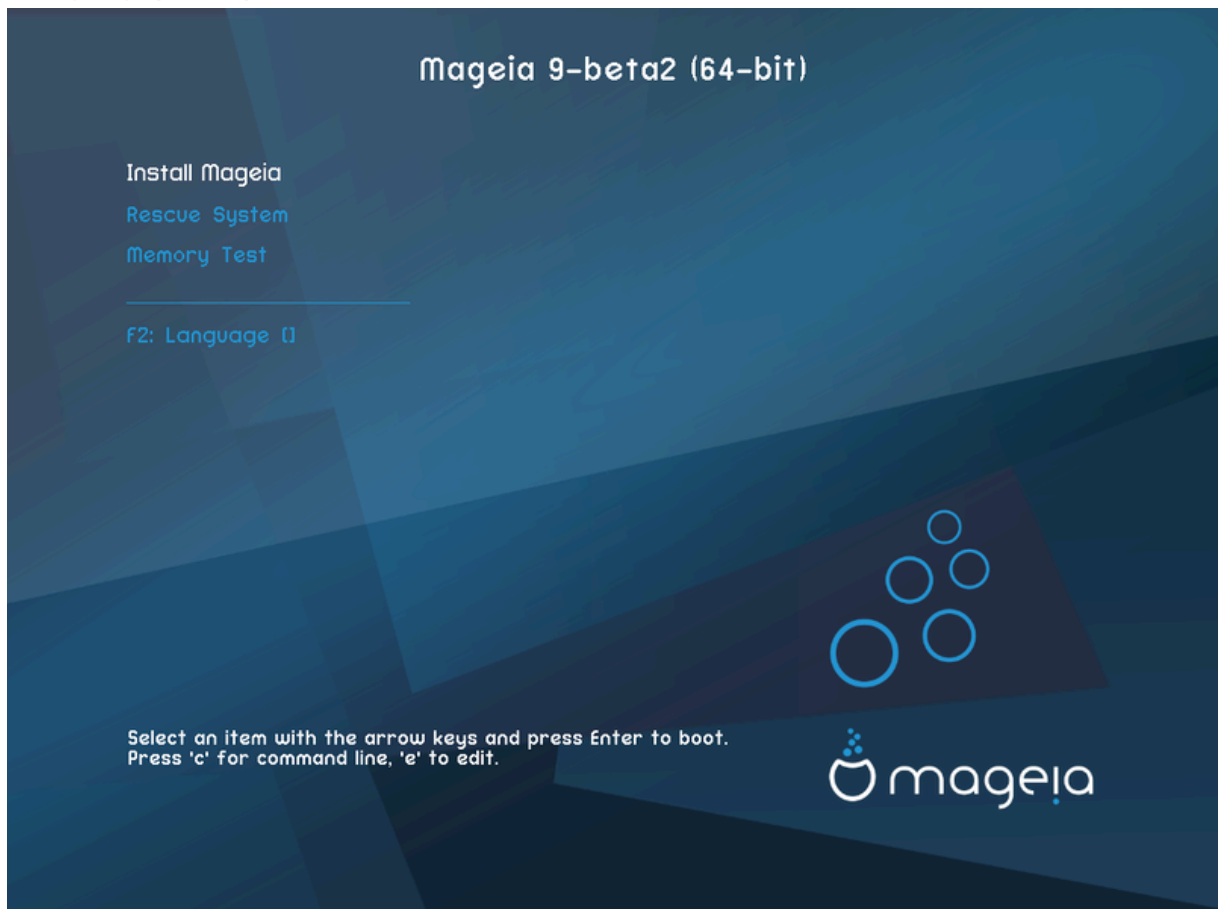 Mageia 9-beta2 (64-bit)
Install Mageia
Rescue System
Memory Test
F2: Language []
Select an item with the arrow keys and press Enter to boot.
Press 'c' for command line, 'e' to edit.
mageia